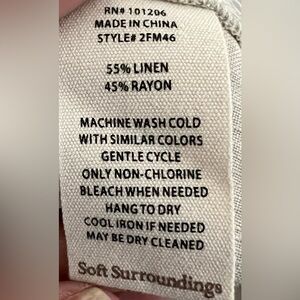 RN# 101206
MADE IN CHINA
STYLE# 2FM46
55% LINEN
45% RAYON
MACHINE WASH COLD
WITH SIMILAR COLORS
GENTLE CYCLE
ONLY NON-CHLORINE
BLEACH WHEN NEEDED
HANG TO DRY
COOL IRON IF NEEDED
MAY BE DRY CLEANED
Soft Surroundings